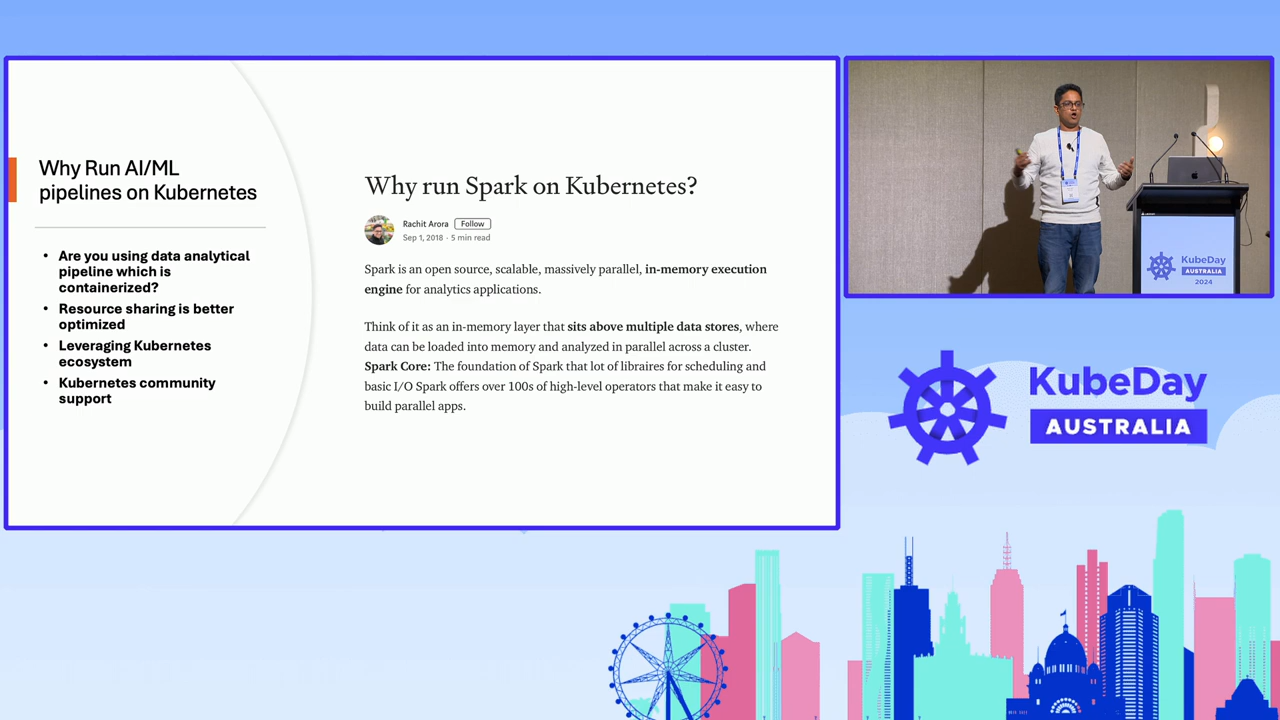 Why Run AI/ML
pipelines on Kubernetes
• Are you using data analytical
pipeline which is
containerized?
• Resource sharing is better
optimized
• Leveraging Kubernetes
ecosystem
• Kubernetes community
support
Why run Spark on Kubernetes?
Rachit Arora Follow
Sep 1, 2018 · 5 min read
Spark is an open source, scalable, massively parallel, in-memory execution
engine for analytics applications.
Think of it as an in-memory layer that sits above multiple data stores, where
data can be loaded into memory and analyzed in parallel across a cluster.
Spark Core: The foundation of Spark that lot of libraires for scheduling and
basic I/O Spark offers over 100s of high-level operators that make it easy to
build parallel apps.
KubeDay
AUSTRALIA
2024
KubeDay
AUSTRALIA